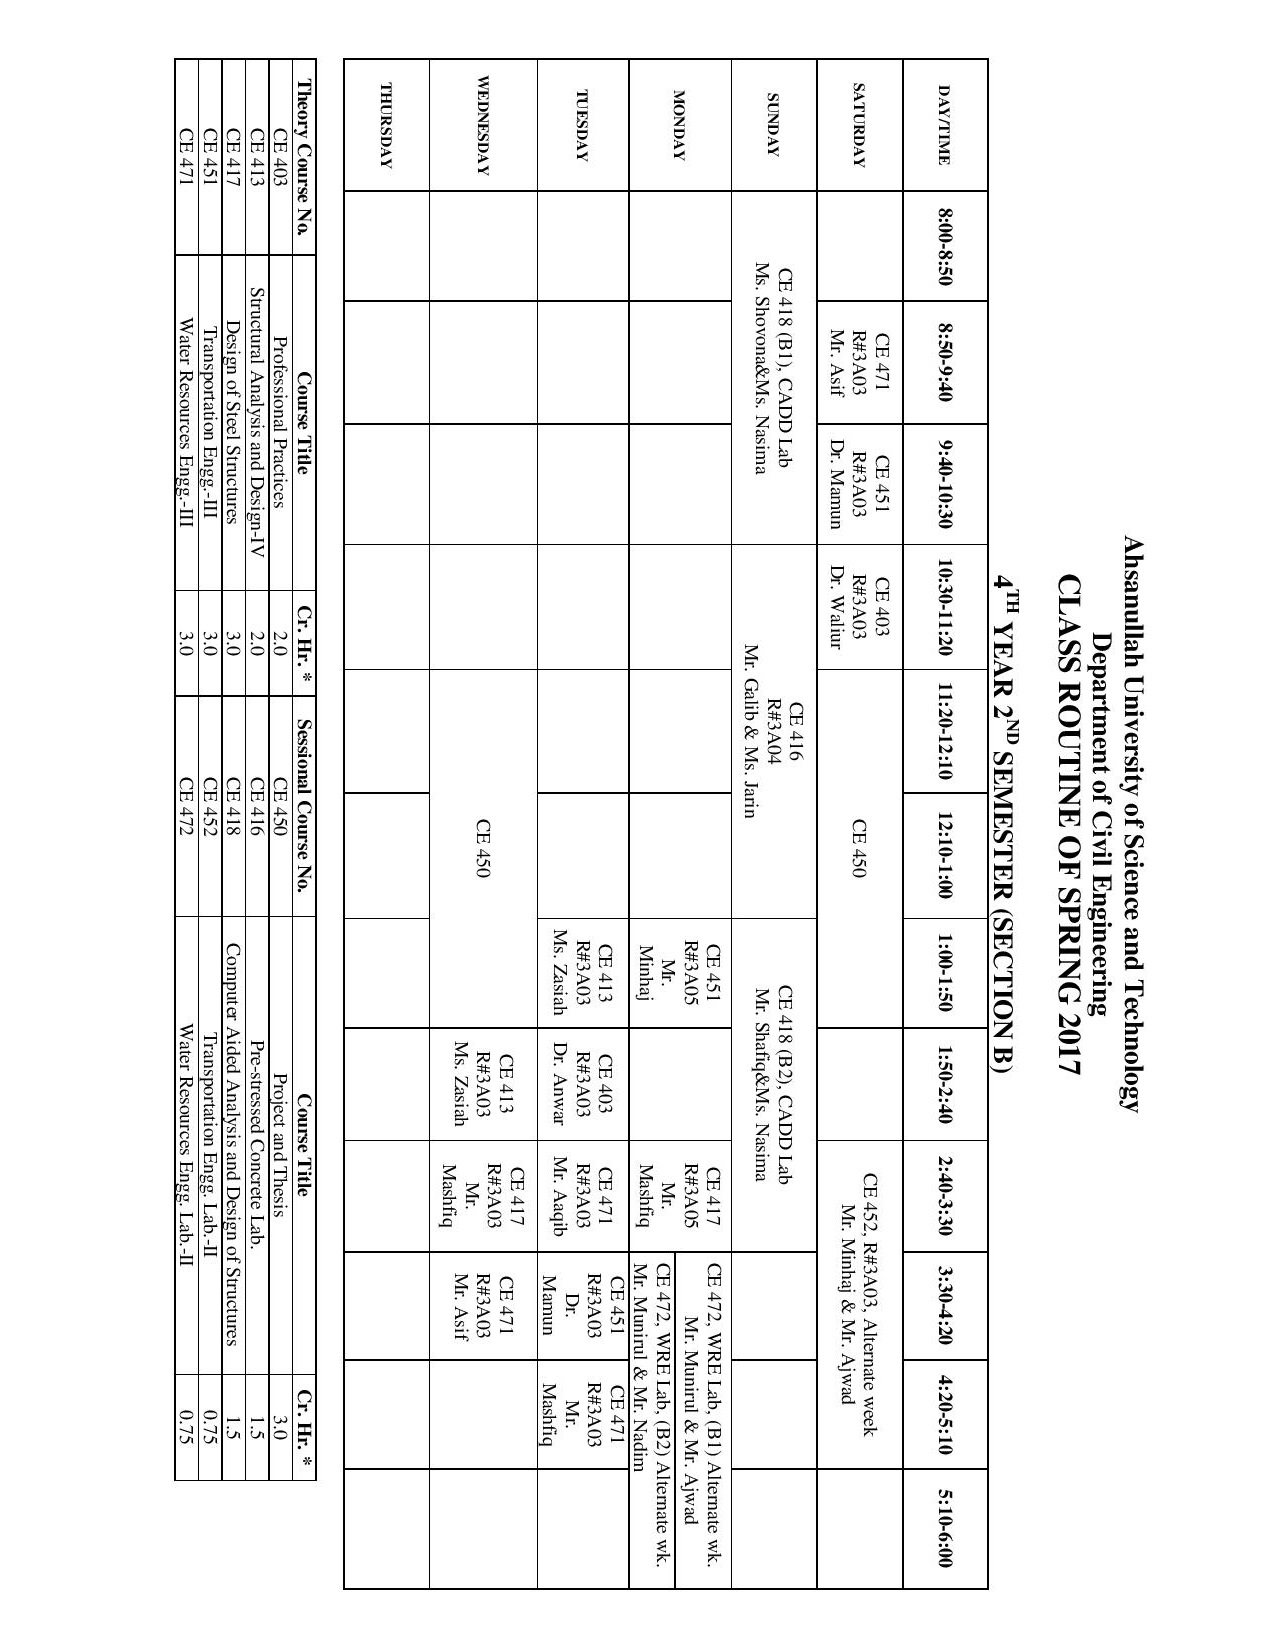 Ahsanullah University of Science and Technology
Department of Civil Engineering
CLASS ROUTINE OF SPRING 2017
4TH YEAR 2ND SEMESTER (SECTION B)
DAY/TIME 8:00-8:50 8:50-9:40 9:40-10:30 10:30-11:20 11:20-12:10 12:10-1:00 1:00-1:50 1:50-2:40 2:40-3:30 3:30-4:20 4:20-5:10 5:10-6:00
SATURDAY
CE 471
R#3A03
Mr. Asif
CE 451
R#3A03
Dr. Mamun
CE 403
R#3A03
Dr. Waliur
CE 450
CE 452, R#3A03, Alternate week
Mr. Minhaj & Mr. Ajwad
SUNDAY
CE 418 (B1), CADD Lab
Ms. Shovona&Ms. Nasima
CE 416
R#3A04
Mr. Galib & Ms. Jarin
CE 418 (B2), CADD Lab
Mr. Shafiq&Ms. Nasima
MONDAY
CE 451
R#3A05
Mr.
Minhaj
CE 417
R#3A05
Mr.
Mashfiq
CE 472, WRE Lab, (B1) Alternate wk.
Mr. Munirul & Mr. Ajwad
CE 472, WRE Lab, (B2) Alternate wk.
Mr. Munirul & Mr. Nadim
TUESDAY
CE 413
R#3A03
Ms. Zasiah
CE 403
R#3A03
Dr. Anwar
CE 471
R#3A03
Mr. Aaqib
CE 451
R#3A03
Dr.
Mamun
CE 471
R#3A03
Mr.
Mashfiq
WEDNESDAY
CE 450
CE 413
R#3A03
Ms. Zasiah
CE 417
R#3A03
Mr.
Mashfiq
CE 471
R#3A03
Mr. Asif
THURSDAY
Theory Course No. Course Title Cr. Hr. * Sessional Course No. Course Title Cr. Hr. *
CE 403 Professional Practices 2.0 CE 450 Project and Thesis 3.0
CE 413 Structural Analysis and Design-IV 2.0 CE 416 Pre-stressed Concrete Lab. 1.5
CE 417 Design of Steel Structures 3.0 CE 418 Computer Aided Analysis and Design of Structures 1.5
CE 451 Transportation Engg.-III 3.0 CE 452 Transportation Engg. Lab.-II 0.75
CE 471 Water Resources Engg.-III 3.0 CE 472 Water Resources Engg. Lab.-II 0.75